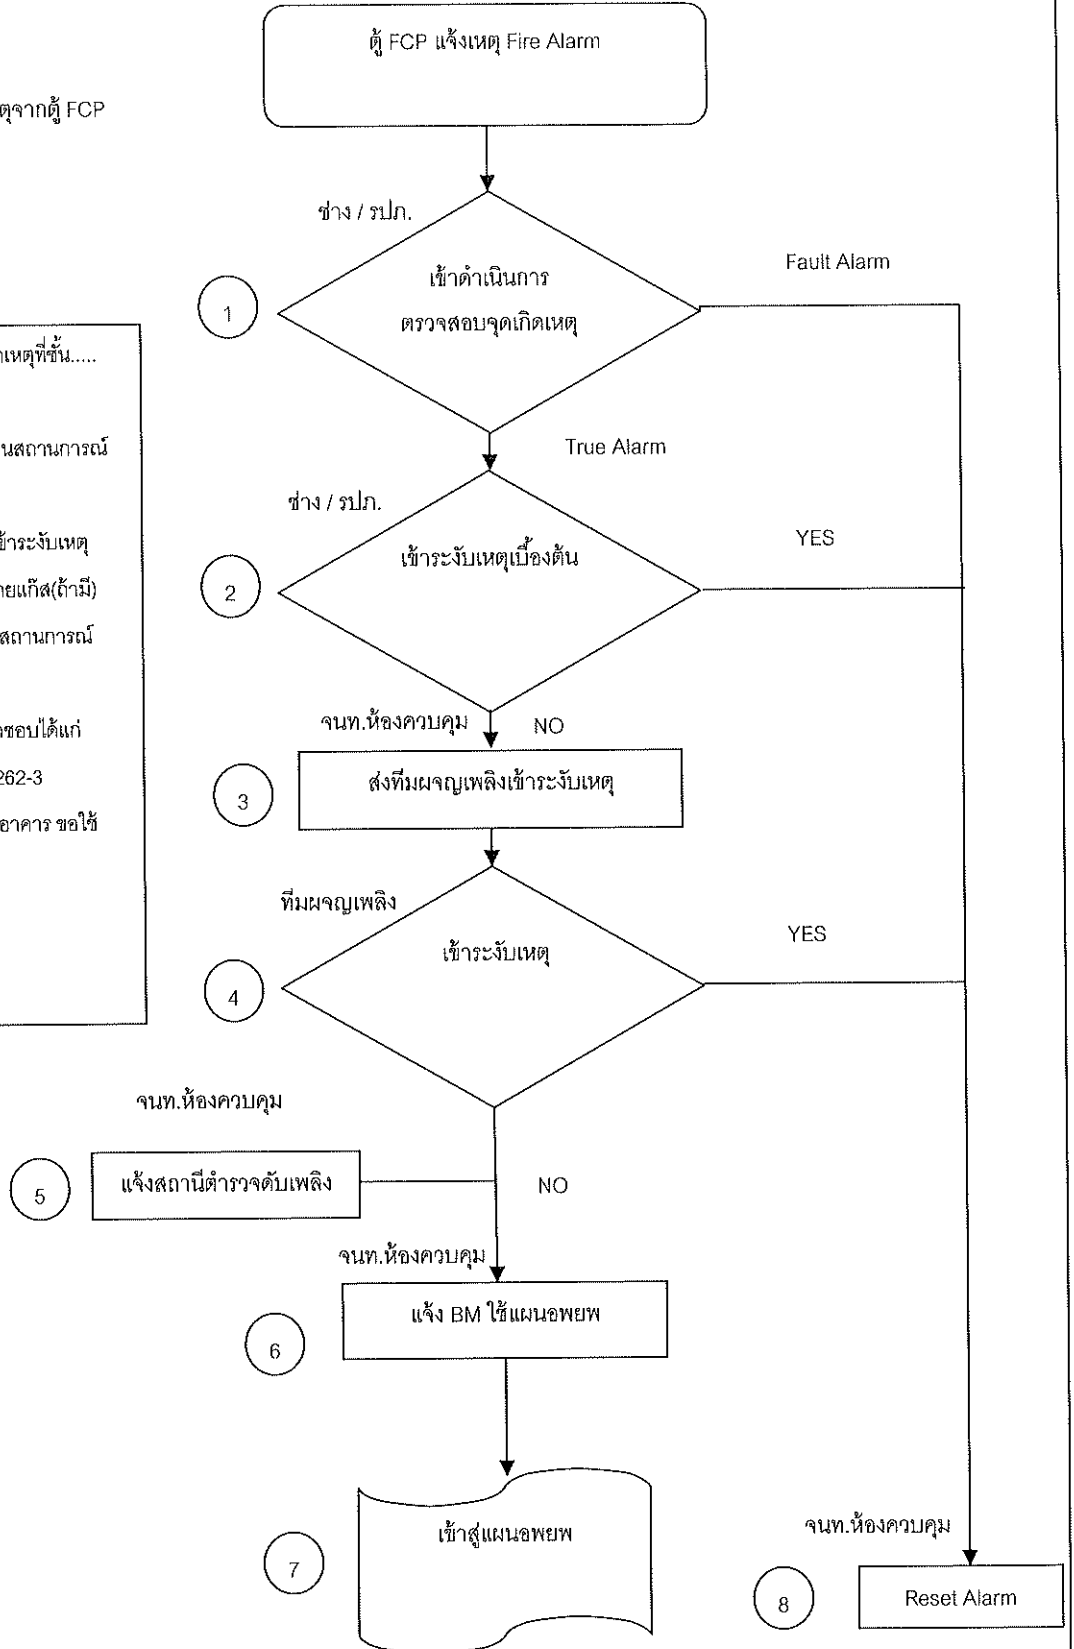 ตู้ FCP แจ้งเหตุ Fire Alarm
ตุจากตู้ FCP
ช่าง / รปภ.
Fault Alarm
เข้าดำเนินการ
ตรวจสอบจุดเกิดเหตุ
1
เหตุที่ชั้น.....
True Alarm
นสถานการณ์
ช่าง / รปภ.
YES
เข้าระงับเหตุเบื้องต้น
ข้าระงับเหตุ
2
ายแก๊ส(ถ้ามี)
สถานการณ์
จนท.ห้องควบคุม
NO
วชอบได้แก่
262-3
ส่งทีมผจญเพลิงเข้าระงับเหตุ
3
อาคาร ขอใช้
ทีมผจญเพลิง
YES
เข้าระงับเหตุ
4
จนท.ห้องควบคุม
แจ้งสถานีตำรวจดับเพลิง
NO
5
จนท.ห้องควบคุม
แจ้ง BM ใช้แผนอพยพ
6
เข้าสู่แผนอพยพ
จนท.ห้องควบคุม
7
Reset Alarm
8